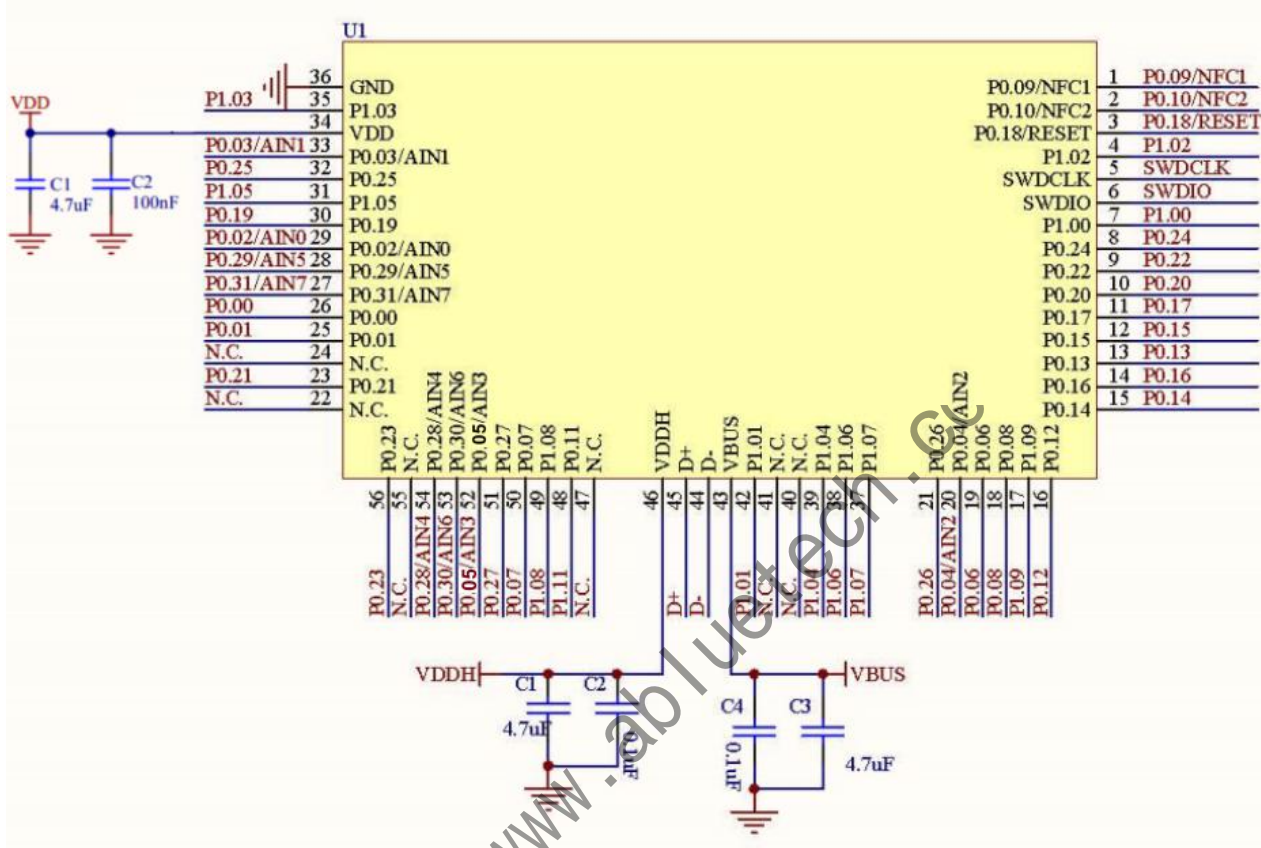 U1
VDD
C1
4.7uF
C2
100nF
36 GND
P1.03 35 P1.03
34 VDD
P0.03/AIN1 33 P0.03/AIN1
P0.25 32 P0.25
P1.05 31 P1.05
P0.19 30 P0.19
P0.02/AIN0 29 P0.02/AIN0
P0.29/AIN5 28 P0.29/AIN5
P0.31/AIN7 27 P0.31/AIN7
P0.00 26 P0.00
P0.01 25 P0.01
N.C. 24 N.C.
P0.21 23 P0.21
N.C. 22 N.C.
P0.09/NFC1 1 P0.09/NFC1
P0.10/NFC2 2 P0.10/NFC2
P0.18/RESET 3 P0.18/RESET
P1.02 4 P1.02
SWDCLK 5 SWDCLK
SWDIO 6 SWDIO
P1.00 7 P1.00
P0.24 8 P0.24
P0.22 9 P0.22
P0.20 10 P0.20
P0.17 11 P0.17
P0.15 12 P0.15
P0.13 13 P0.13
P0.16 14 P0.16
P0.14 15 P0.14
P0.23 56 P0.23
N.C. 55 N.C.
P0.28/AIN4 54 P0.28/AIN4
P0.30/AIN6 53 P0.30/AIN6
P0.05/AIN3 52 P0.05/AIN3
P0.27 51 P0.27
P0.07 50 P0.07
P1.08 49 P1.08
P0.11 48 P1.11
N.C. 47 N.C.
VDDH 46
D+ 45 D+
D- 44 D-
VBUS 43
P1.01 42 P1.01
N.C. 41 N.C.
N.C. 40 N.C.
P1.04 39 P1.04
P1.06 38 P1.06
P1.07 37 P1.07
P0.26 21 P0.26
P0.04/AIN2 20 P0.04/AIN2
P0.06 19 P0.06
P0.08 18 P0.08
P1.09 17 P1.09
P0.12 16 P0.12
VDDH
C1
4.7uF
C2
0.1uF
VBUS
C4
0.1uF
C3
4.7uF
www.abluetech.cc